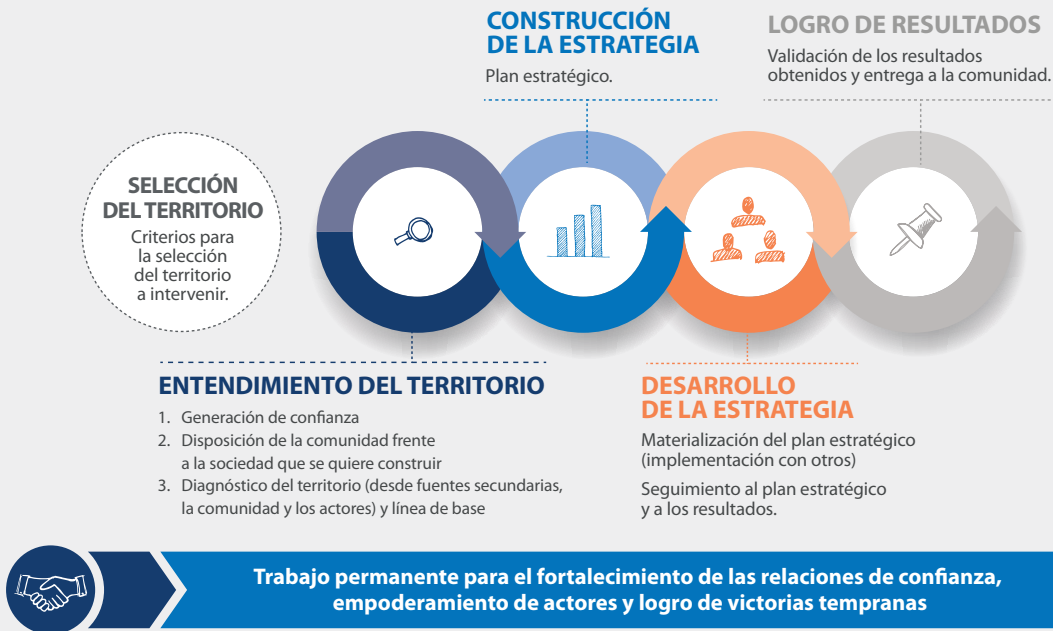 SELECCIÓN
DEL TERRITORIO
Criterios para
la selección
del territorio
a intervenir.
ENTENDIMIENTO DEL TERRITORIO
1. Generación de confianza
2. Disposición de la comunidad frente
a la sociedad que se quiere construir
3. Diagnóstico del territorio (desde fuentes secundarias,
la comunidad y los actores) y línea de base
CONSTRUCCIÓN
DE LA ESTRATEGIA
Plan estratégico.
DESARROLLO
DE LA ESTRATEGIA
Materialización del plan estratégico
(implementación con otros)
Seguimiento al plan estratégico
y a los resultados.
LOGRO DE RESULTADOS
Validación de los resultados
obtenidos y entrega a la comunidad.
Trabajo permanente para el fortalecimiento de las relaciones de confianza,
empoderamiento de actores y logro de victorias tempranas